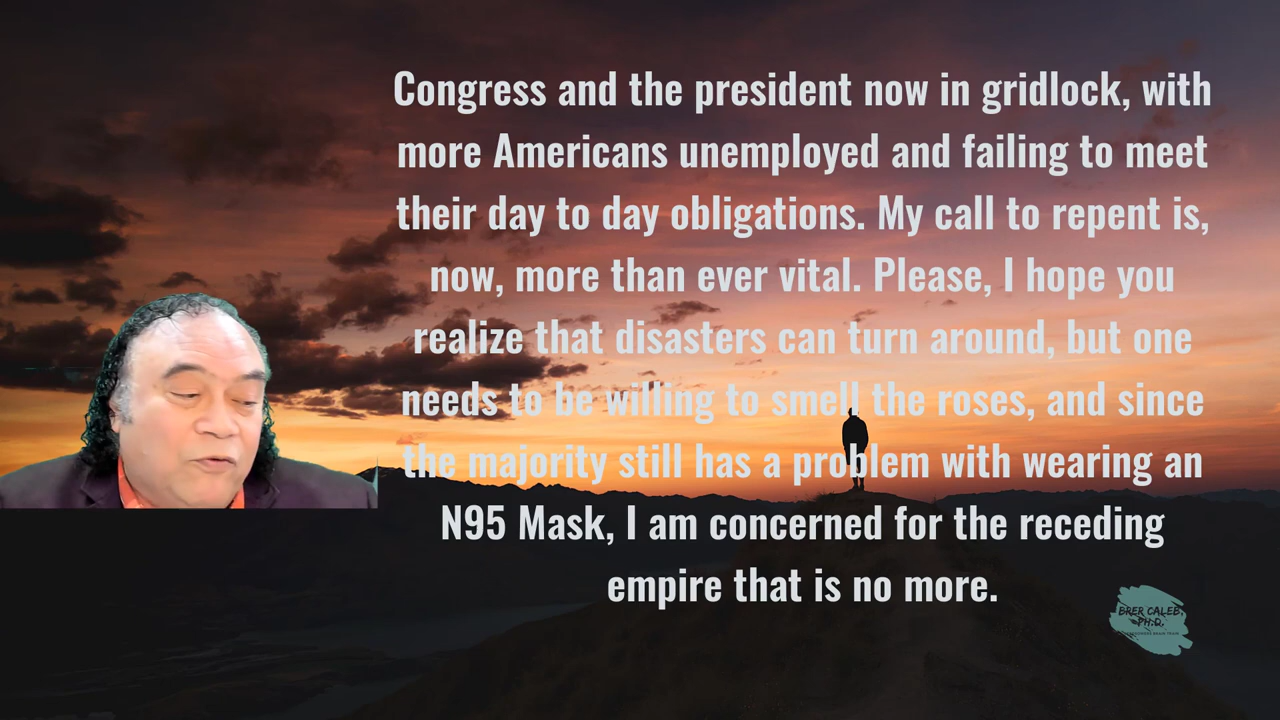 Congress and the president now in gridlock, with
more Americans unemployed and failing to meet
their day to day obligations. My call to repent is,
now, more than ever vital. Please, I hope you
realize that disasters can turn around, but one
needs to be willing to smell the roses, and since
the majority still has a problem with wearing an
N95 Mask, I am concerned for the receding
empire that is no more.
BRER CALEB,
PH.D.